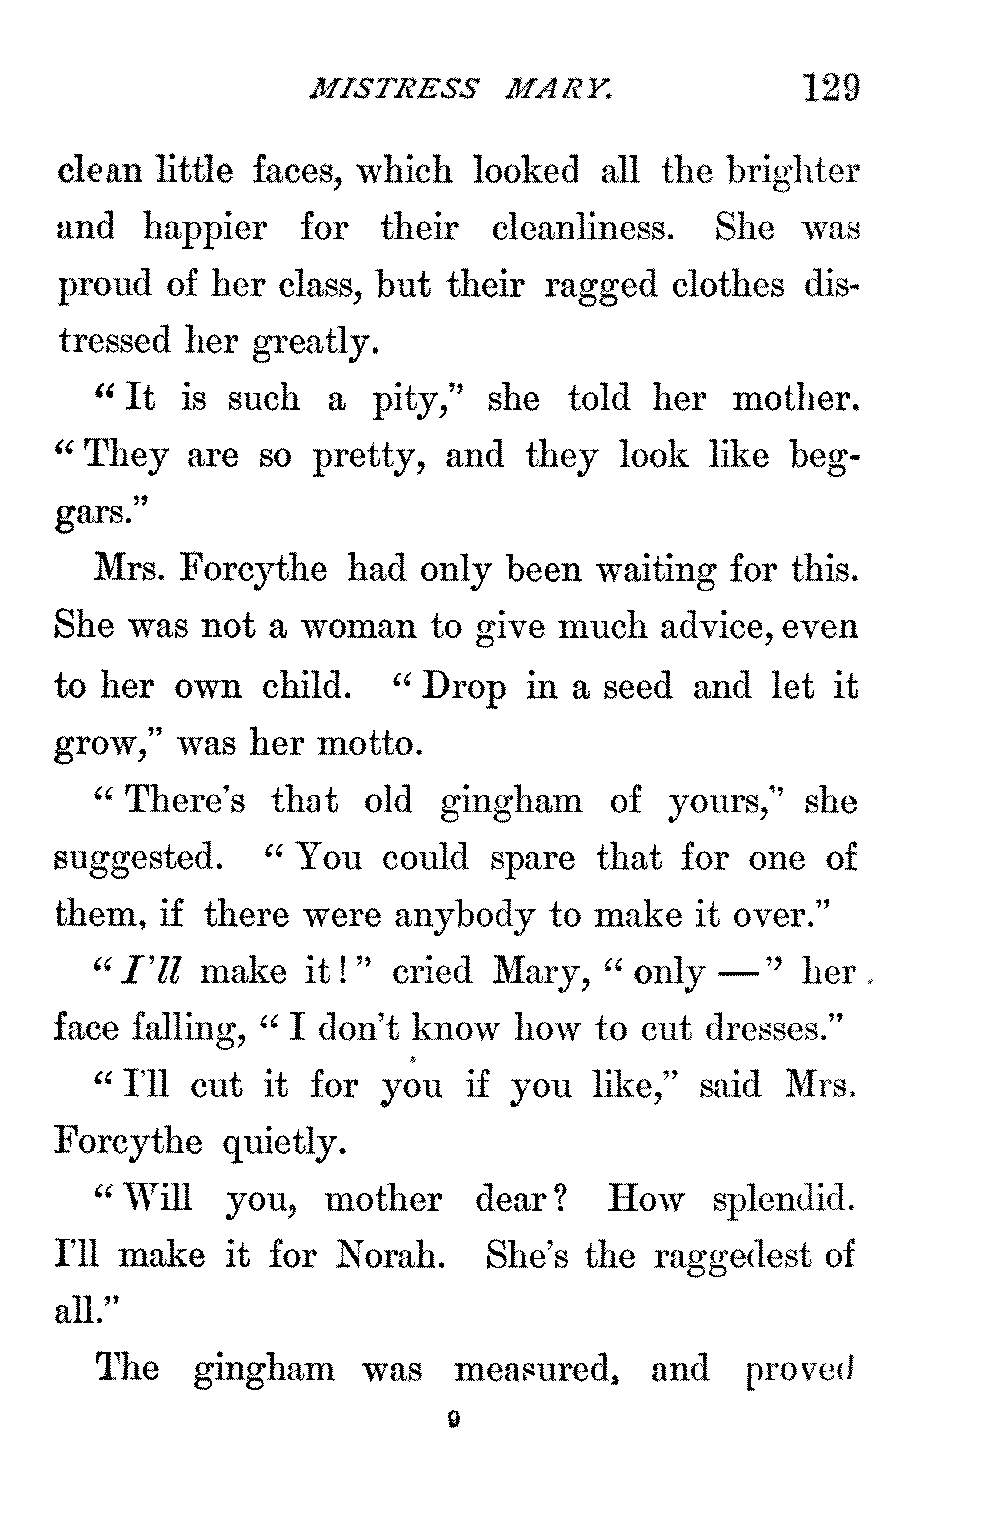 MISTRESS MARY. 129
clean little faces, which looked all the brighter
and happier for their cleanliness. She was
proud of her class, but their ragged clothes dis-
tressed her greatly.
“ It is such a pity,” she told her mother.
“ They are so pretty, and they look like beg-
gars.”
Mrs. Forcythe had only been waiting for this.
She was not a woman to give much advice, even
to her own child. “ Drop in a seed and let it
grow,” was her motto.
“ There's that old gingham of yours,” she
suggested. “ You could spare that for one of
them, if there were anybody to make it over.”
“ I'll make it ! ” cried Mary, “ only — ” her
face falling, “ I don't know how to cut dresses.”
“ I'll cut it for you if you like,” said Mrs.
Forcythe quietly.
“ Will you, mother dear ? How splendid.
I'll make it for Norah. She's the raggedest of
all.”
The gingham was measured, and proved
9